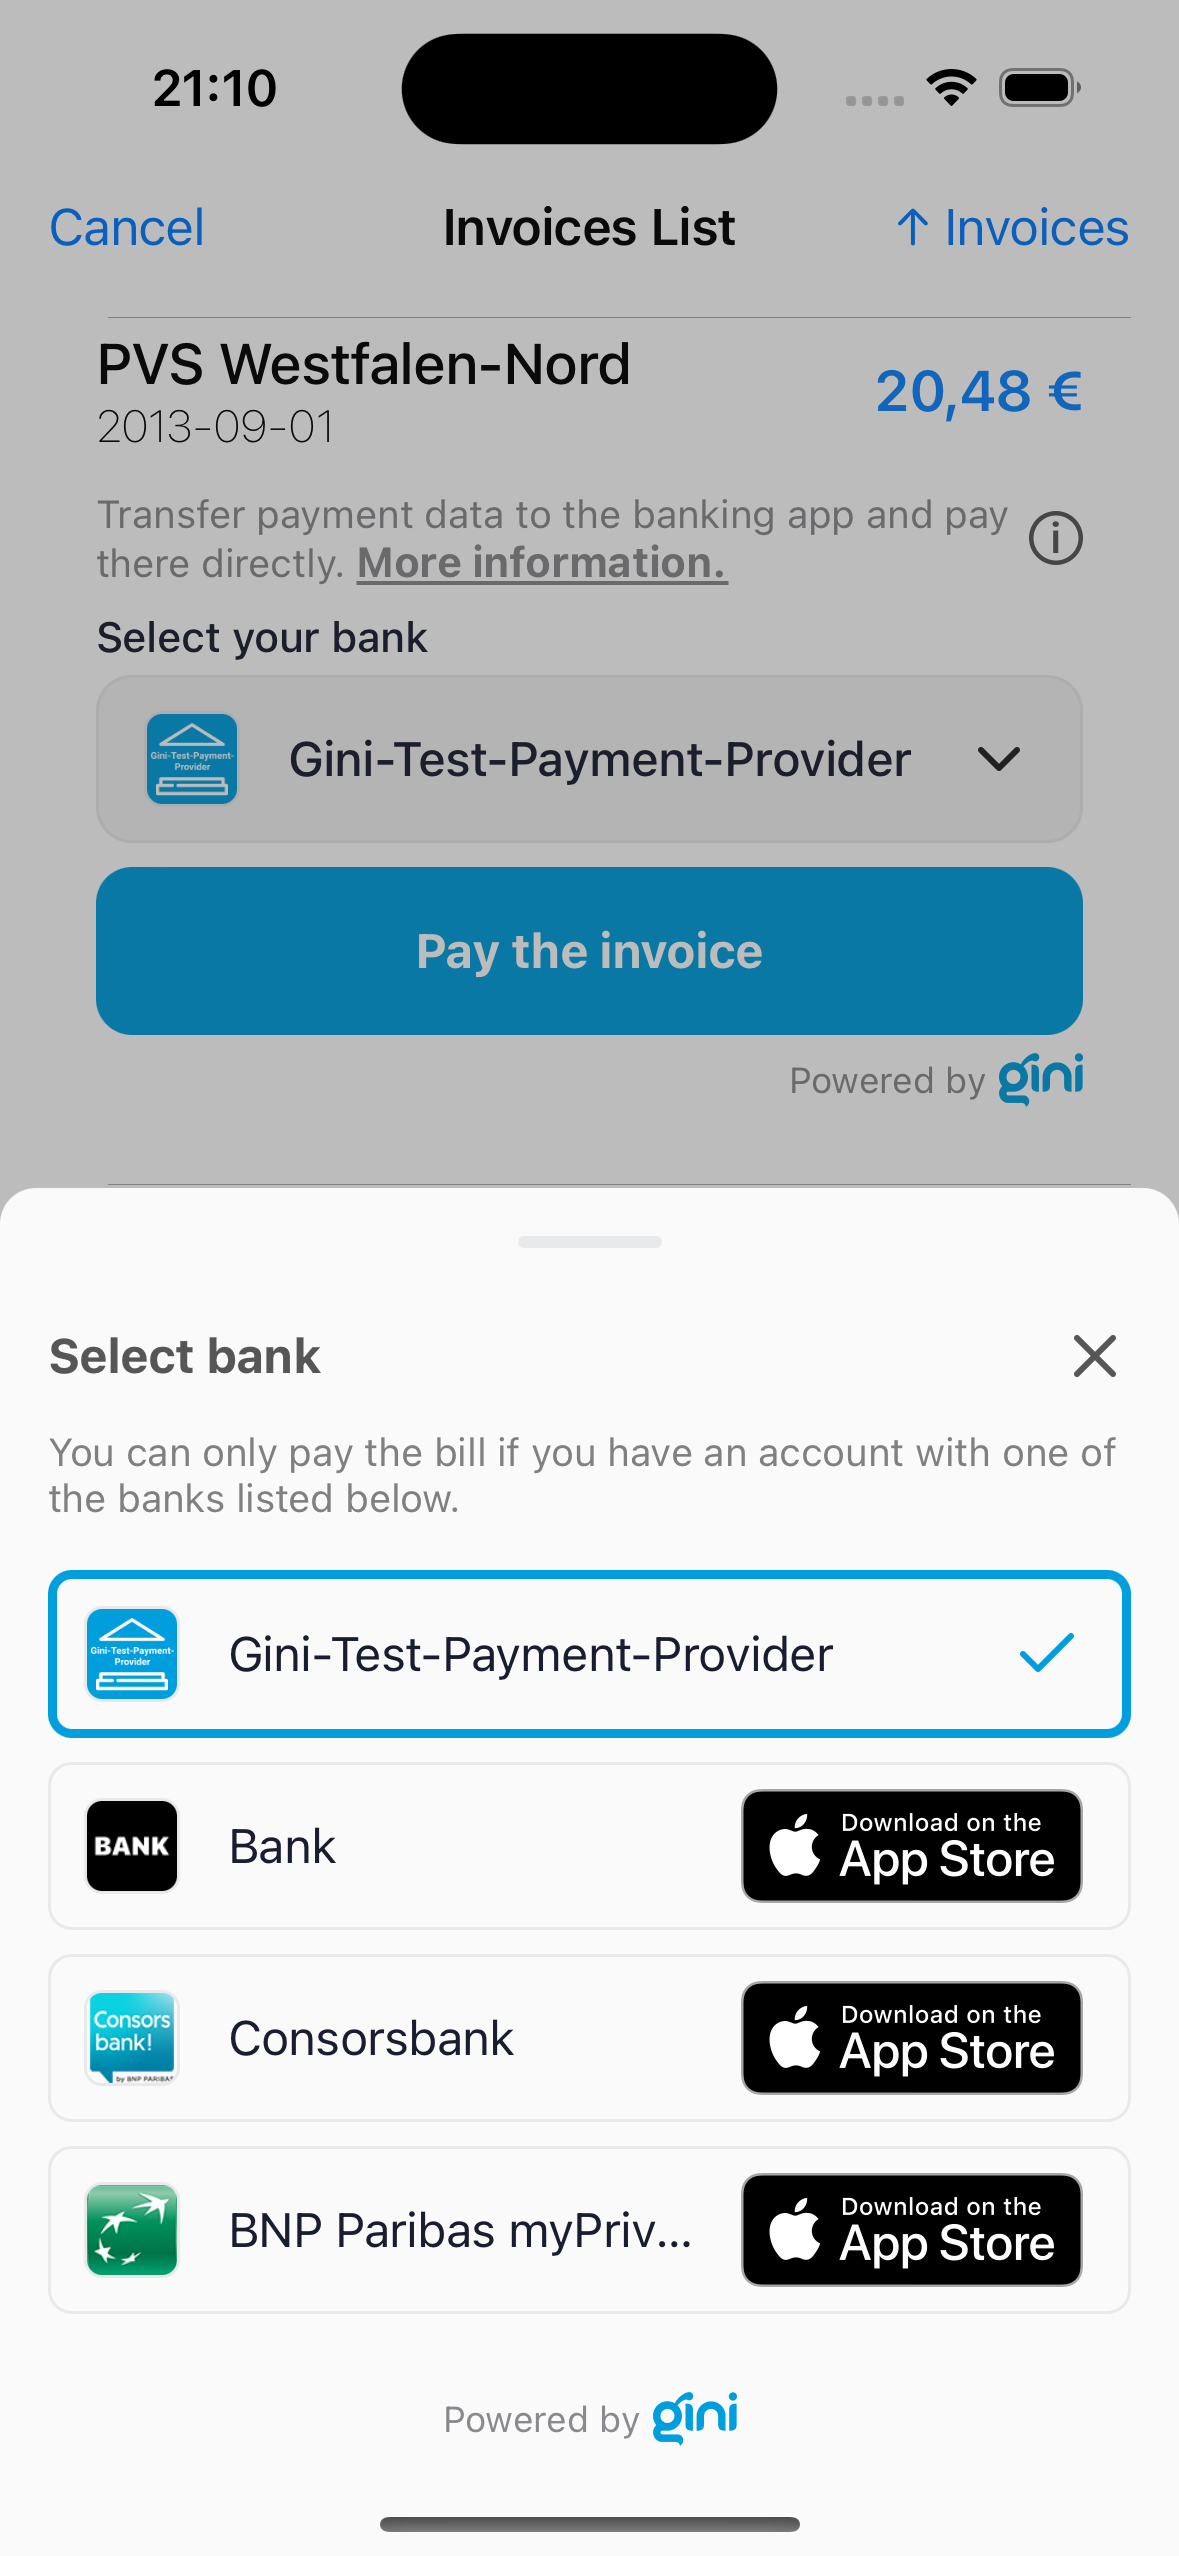 21:10
Cancel
Invoices List
↑ Invoices
PVS Westfalen-Nord
2013-09-01
20,48 €
Transfer payment data to the banking app and pay
there directly. More information.
Select your bank
Gini-Test-Payment-
Provider
Gini-Test-Payment-Provider
Pay the invoice
Powered by gini
Select bank
You can only pay the bill if you have an account with one of
the banks listed below.
Gini-Test-Payment-
Provider
Gini-Test-Payment-Provider
BANK
Bank
Download on the
App Store
Consors
bank!
by BNP PARIBAS
Consorsbank
Download on the
App Store
BNP Paribas myPriv...
Download on the
App Store
Powered by gini